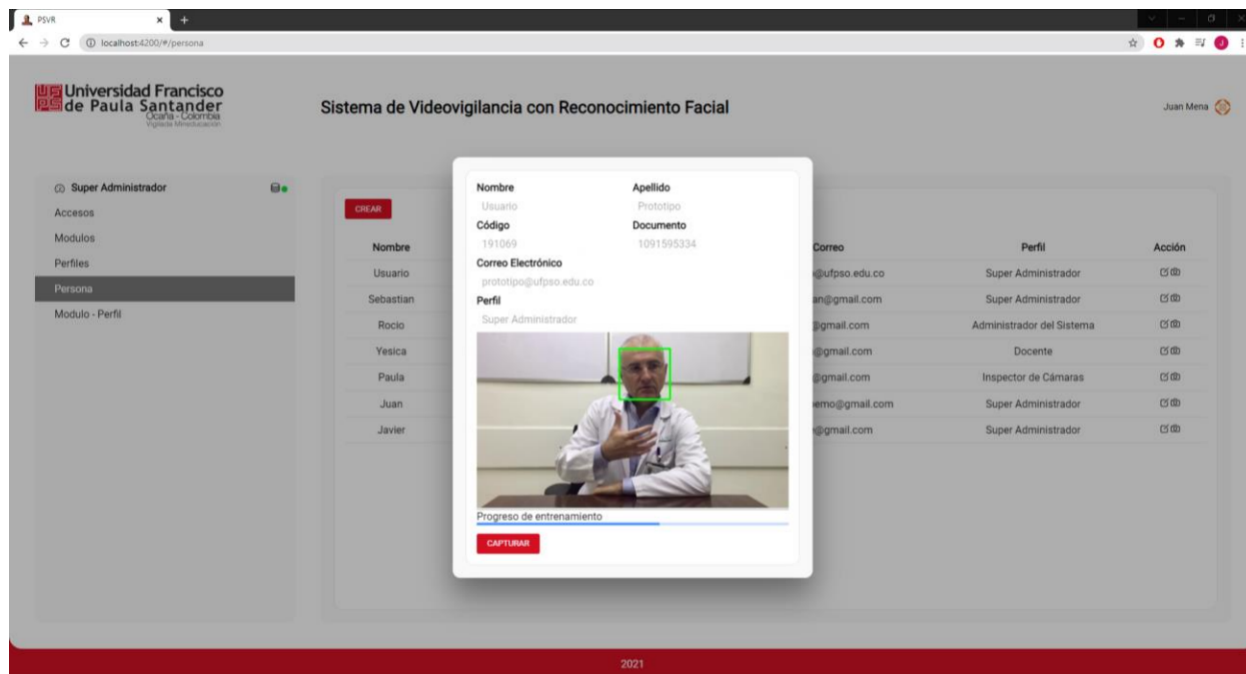 PSVR
localhost:4200/#/persona
J
Universidad Francisco
de Paula Santander
Ocaña - Colombia
Vigilada Mineducación
Sistema de Videovigilancia con Reconocimiento Facial
Juan Mena
Super Administrador
Accesos
Modulos
Perfiles
Persona
Modulo - Perfil
CREAR
Nombre Correo Perfil Acción
Usuario @ufpso.edu.co Super Administrador
Sebastian an@gmail.com Super Administrador
Rocio @gmail.com Administrador del Sistema
Yesica @gmail.com Docente
Paula @gmail.com Inspector de Cámaras
Juan emo@gmail.com Super Administrador
Javier @gmail.com Super Administrador
Nombre Apellido
Usuario Prototipo
Código Documento
191069 1091595334
Correo Electrónico
prototipo@ufpso.edu.co
Perfil
Super Administrador
Progreso de entrenamiento
CAPTURAR
2021